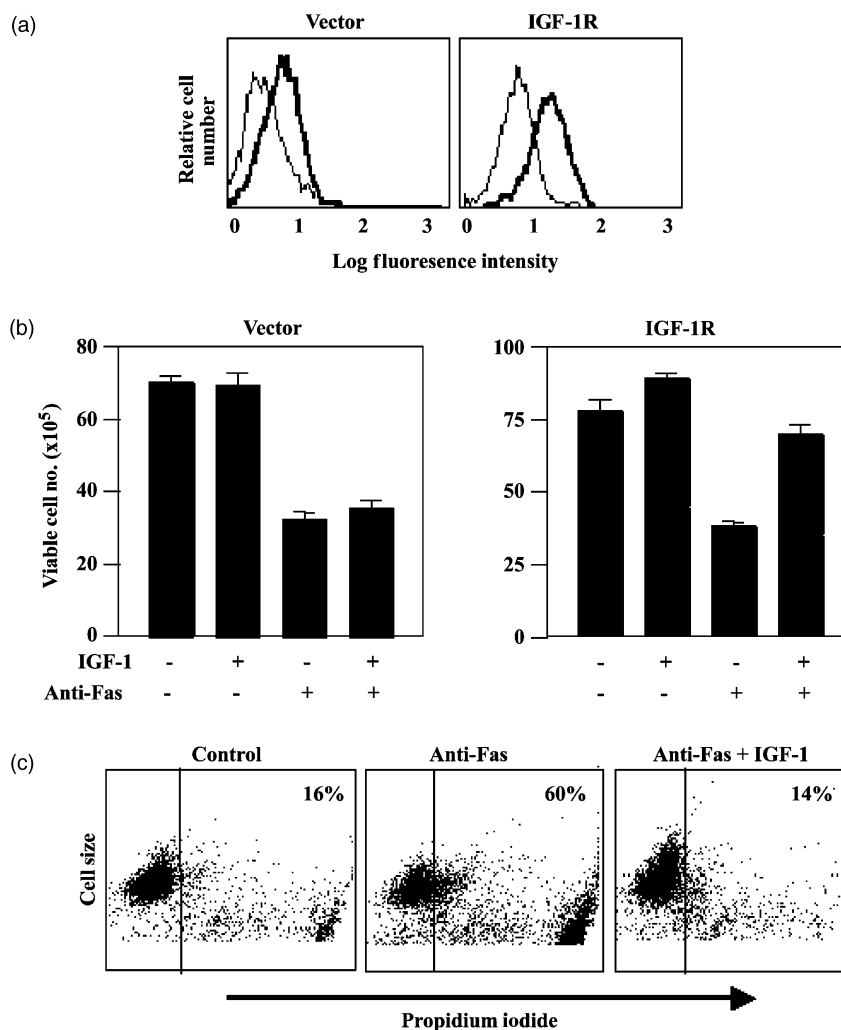 (a)
Vector IGF-1R
Relative cell
number
0 1 2 3 0 1 2 3
Log fluoresence intensity
(b)
Vector IGF-1R
Viable cell no. (x10⁵)
80
60
40
20
0
100
75
50
25
0
IGF-1 - + - + - + - +
Anti-Fas - - + + - - + +
(c)
Control Anti-Fas Anti-Fas + IGF-1
16% 60% 14%
Cell size
Propidium iodide